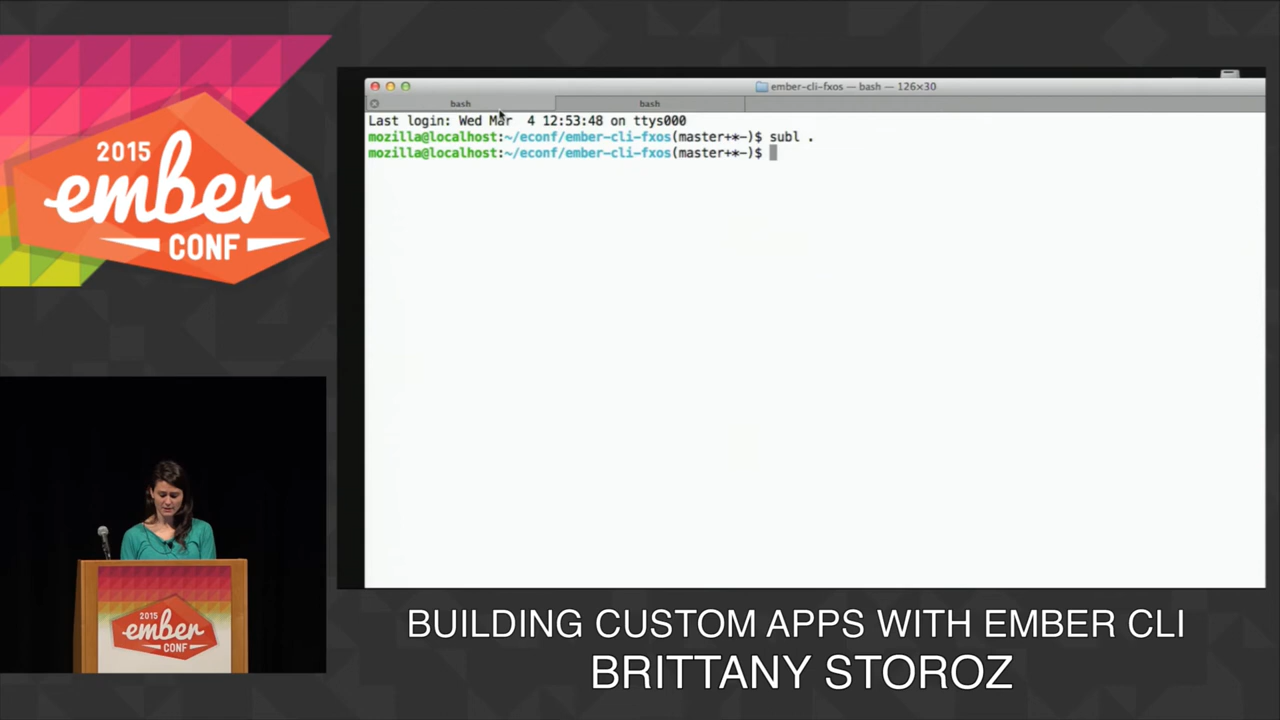 2015
ember
CONF
ember-cli-fxos — bash — 126×30
bash
bash
Last login: Wed Mar  4 12:53:48 on ttys000
mozilla@localhost:~/econf/ember-cli-fxos(master+*-)$ subl .
mozilla@localhost:~/econf/ember-cli-fxos(master+*-)$
2015
ember
CONF
BUILDING CUSTOM APPS WITH EMBER CLI
BRITTANY STOROZ